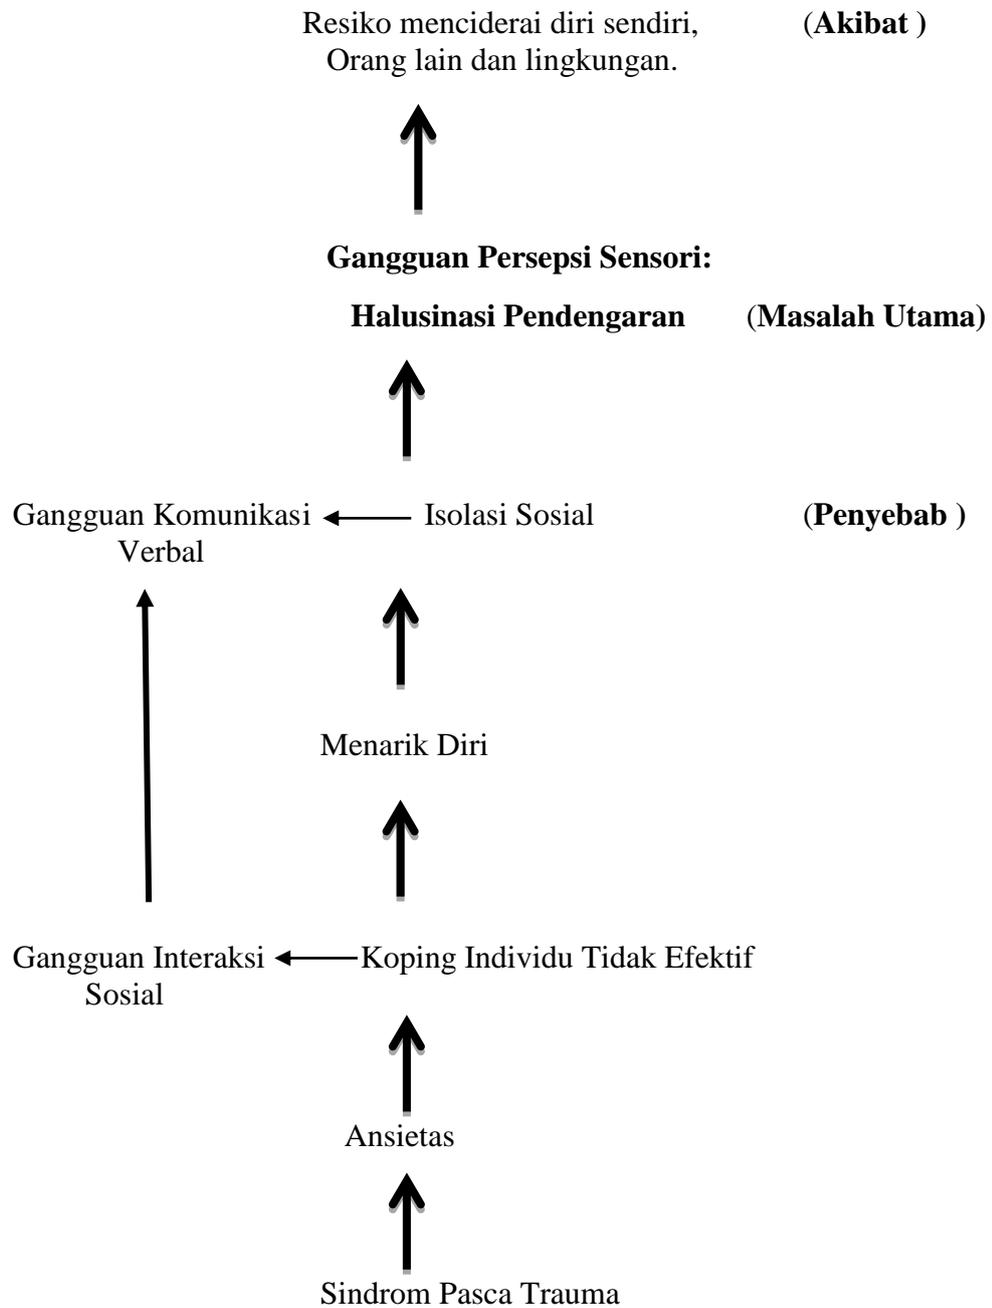 Resiko menciderai diri sendiri, (Akibat )
Orang lain dan lingkungan.
Gangguan Persepsi Sensori:
Halusinasi Pendengaran (Masalah Utama)
Gangguan Komunikasi Isolasi Sosial (Penyebab )
Verbal
Menarik Diri
Gangguan Interaksi Koping Individu Tidak Efektif
Sosial
Ansietas
Sindrom Pasca Trauma